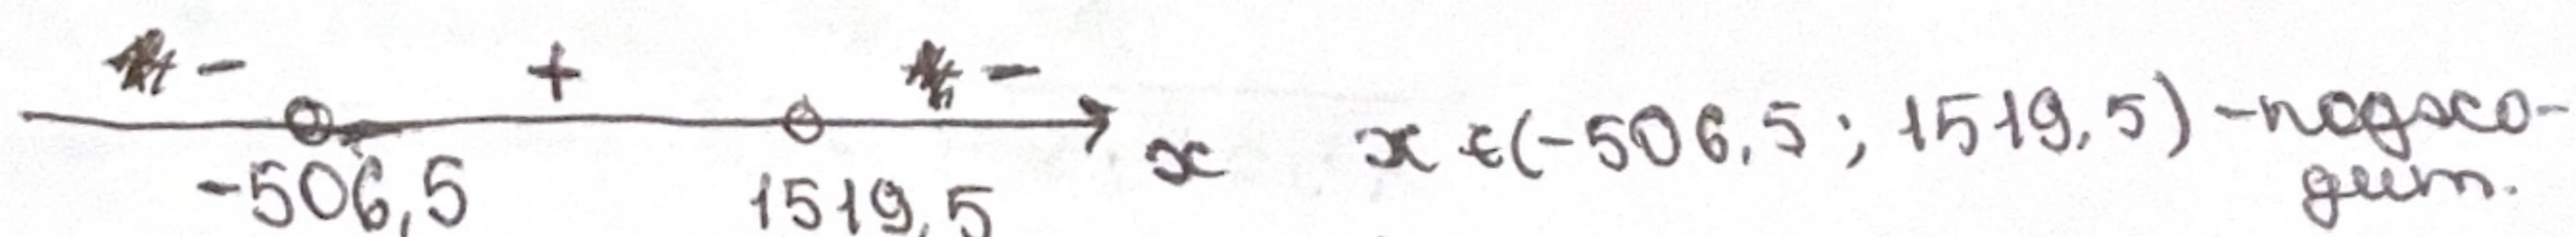 - + -
-506,5 1519,5 x x ∈ (-506,5; 1519,5) - подхо-
дит.